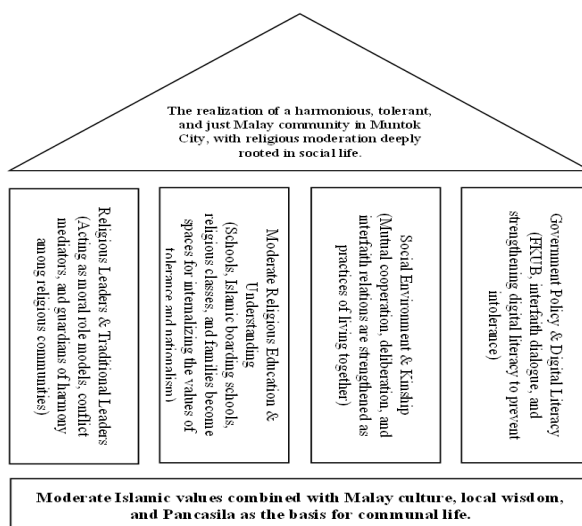 The realization of a harmonious, tolerant,
and just Malay community in Muntok
City, with religious moderation deeply
rooted in social life.
Religious Leaders & Traditional Leaders
(Acting as moral role models, conflict
mediators, and guardians of harmony
among religious communities)
Moderate Religious Education &
Understanding
(Schools, Islamic boarding schools,
religious classes, and families become
spaces for internalizing the values of
tolerance and nationalism)
Social Environment & Kinship
(Mutual cooperation, deliberation, and
interfaith relations are strengthened as
practices of living together)
Government Policy & Digital Literacy
(FKUB, interfaith dialogue, and
strengthening digital literacy to prevent
intolerance)
Moderate Islamic values combined with Malay culture, local wisdom,
and Pancasila as the basis for communal life.